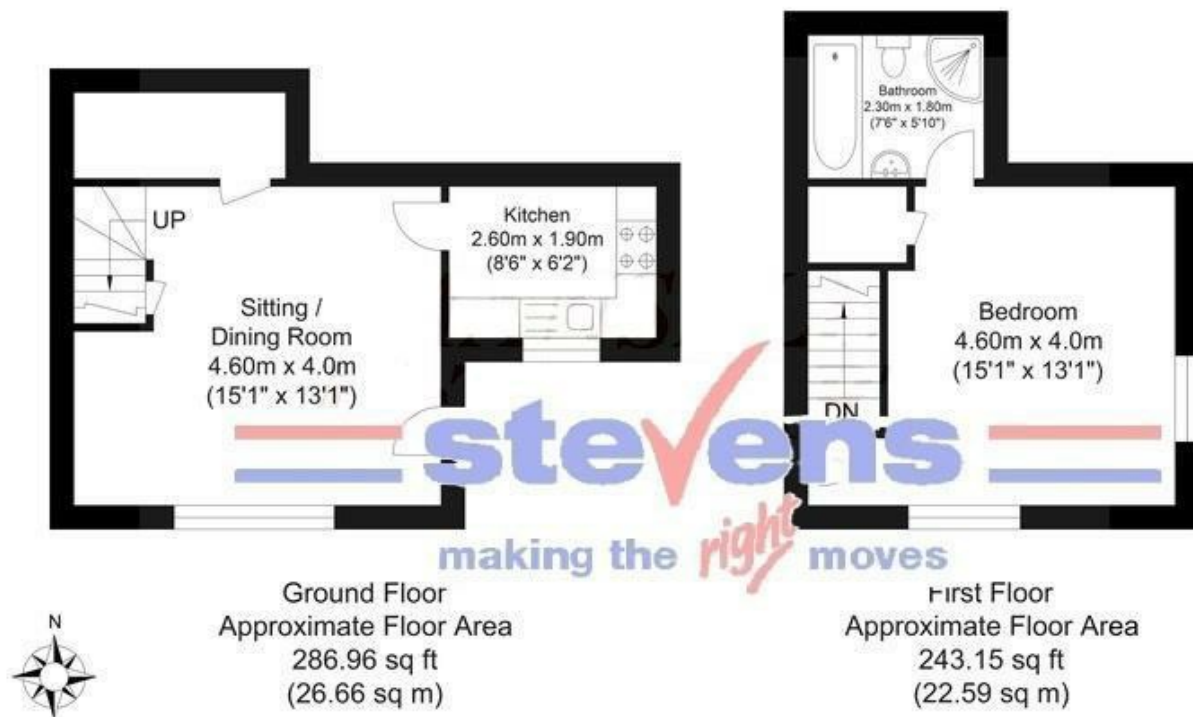 UP
Kitchen
2.60m x 1.90m
(8'6" x 6'2")
Sitting /
Dining Room
4.60m x 4.0m
(15'1" x 13'1")
Bathroom
2.30m x 1.80m
(7'6" x 5'10")
Bedroom
4.60m x 4.0m
(15'1" x 13'1")
DN
stevens
making the right moves
N
Ground Floor
Approximate Floor Area
286.96 sq ft
(26.66 sq m)
First Floor
Approximate Floor Area
243.15 sq ft
(22.59 sq m)